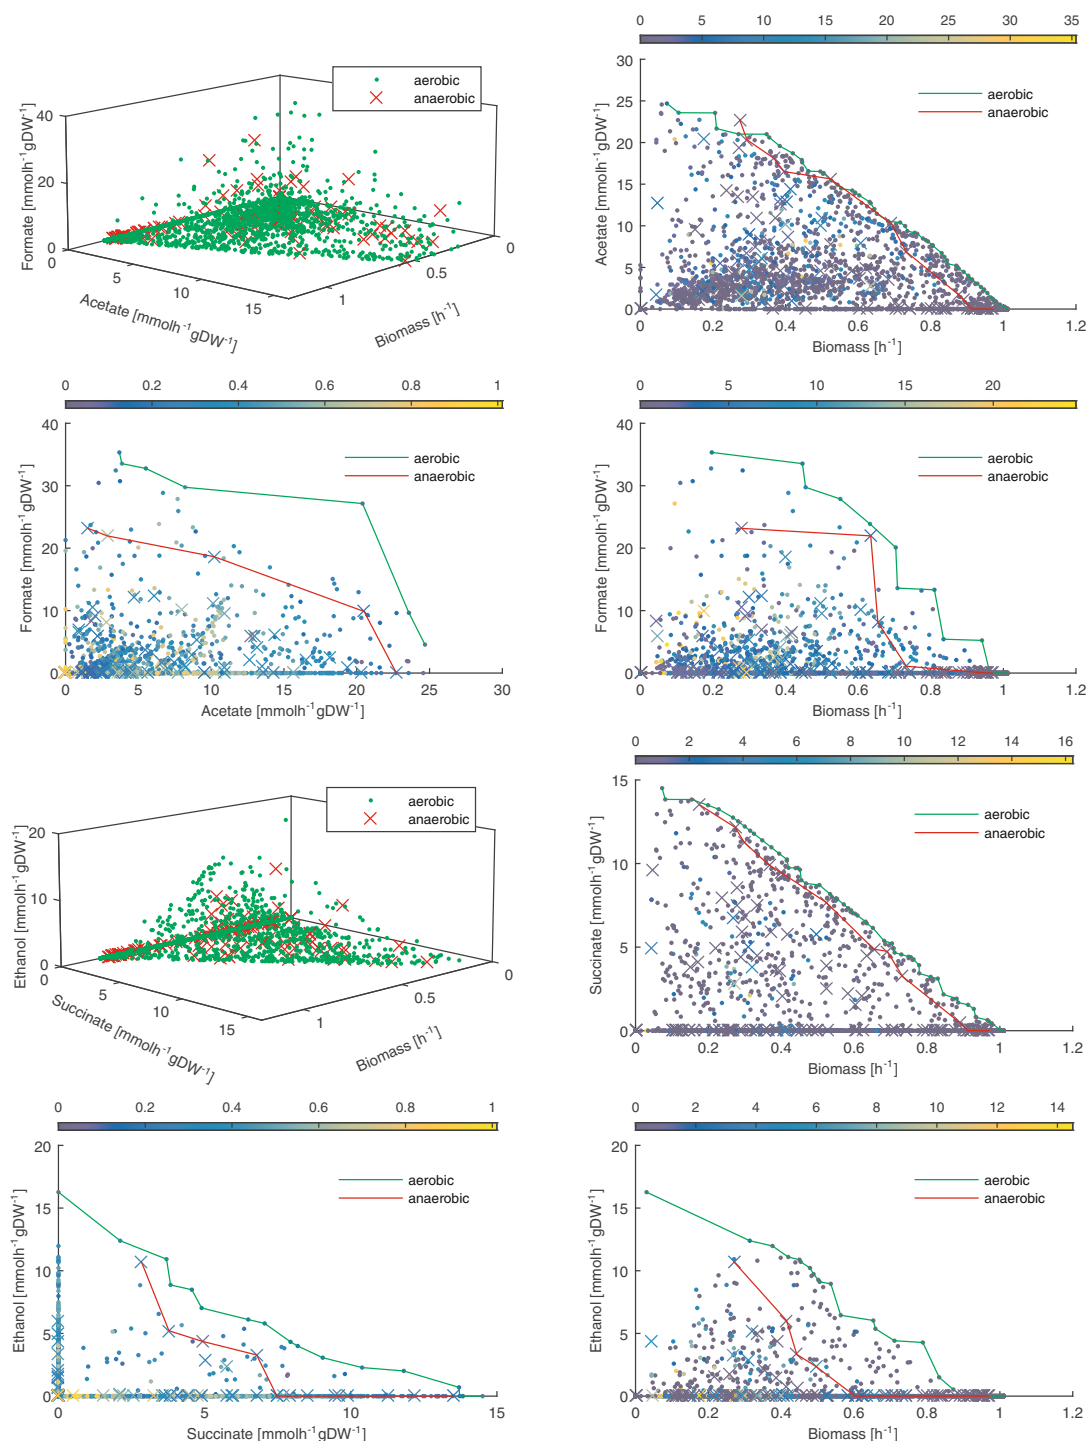 aerobic
anaerobic
40
20
0
Formate [mmolh⁻¹gDW⁻¹]
0
5
10
15
Acetate [mmolh⁻¹gDW⁻¹]
1
0.5
0
Biomass [h⁻¹]
0 5 10 15 20 25 30 35
30
25
20
15
10
5
0
Acetate [mmolh⁻¹gDW⁻¹]
aerobic
anaerobic
0 0.2 0.4 0.6 0.8 1 1.2
Biomass [h⁻¹]
0 0.2 0.4 0.6 0.8 1
40
30
20
10
0
Formate [mmolh⁻¹gDW⁻¹]
aerobic
anaerobic
0 5 10 15 20 25 30
Acetate [mmolh⁻¹gDW⁻¹]
0 5 10 15 20
40
30
20
10
0
Formate [mmolh⁻¹gDW⁻¹]
aerobic
anaerobic
0 0.2 0.4 0.6 0.8 1 1.2
Biomass [h⁻¹]
aerobic
anaerobic
20
10
0
Ethanol [mmolh⁻¹gDW⁻¹]
0
5
10
15
Succinate [mmolh⁻¹gDW⁻¹]
1
0.5
0
Biomass [h⁻¹]
0 2 4 6 8 10 12 14 16
15
10
5
0
Succinate [mmolh⁻¹gDW⁻¹]
aerobic
anaerobic
0 0.2 0.4 0.6 0.8 1 1.2
Biomass [h⁻¹]
0 0.2 0.4 0.6 0.8 1
20
15
10
5
0
Ethanol [mmolh⁻¹gDW⁻¹]
aerobic
anaerobic
0 5 10 15
Succinate [mmolh⁻¹gDW⁻¹]
0 2 4 6 8 10 12 14
20
15
10
5
0
Ethanol [mmolh⁻¹gDW⁻¹]
aerobic
anaerobic
0 0.2 0.4 0.6 0.8 1 1.2
Biomass [h⁻¹]